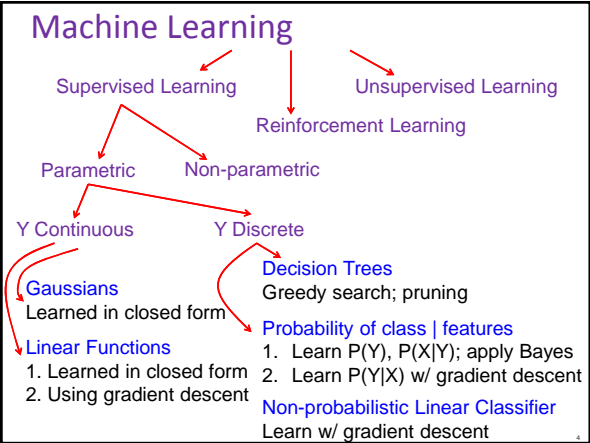 Machine Learning
Supervised Learning
Unsupervised Learning
Reinforcement Learning
Parametric
Non-parametric
Y Continuous
Y Discrete
Gaussians
Learned in closed form
Linear Functions
1. Learned in closed form
2. Using gradient descent
Decision Trees
Greedy search; pruning
Probability of class | features
1. Learn P(Y), P(X|Y); apply Bayes
2. Learn P(Y|X) w/ gradient descent
Non-probabilistic Linear Classifier
Learn w/ gradient descent
4